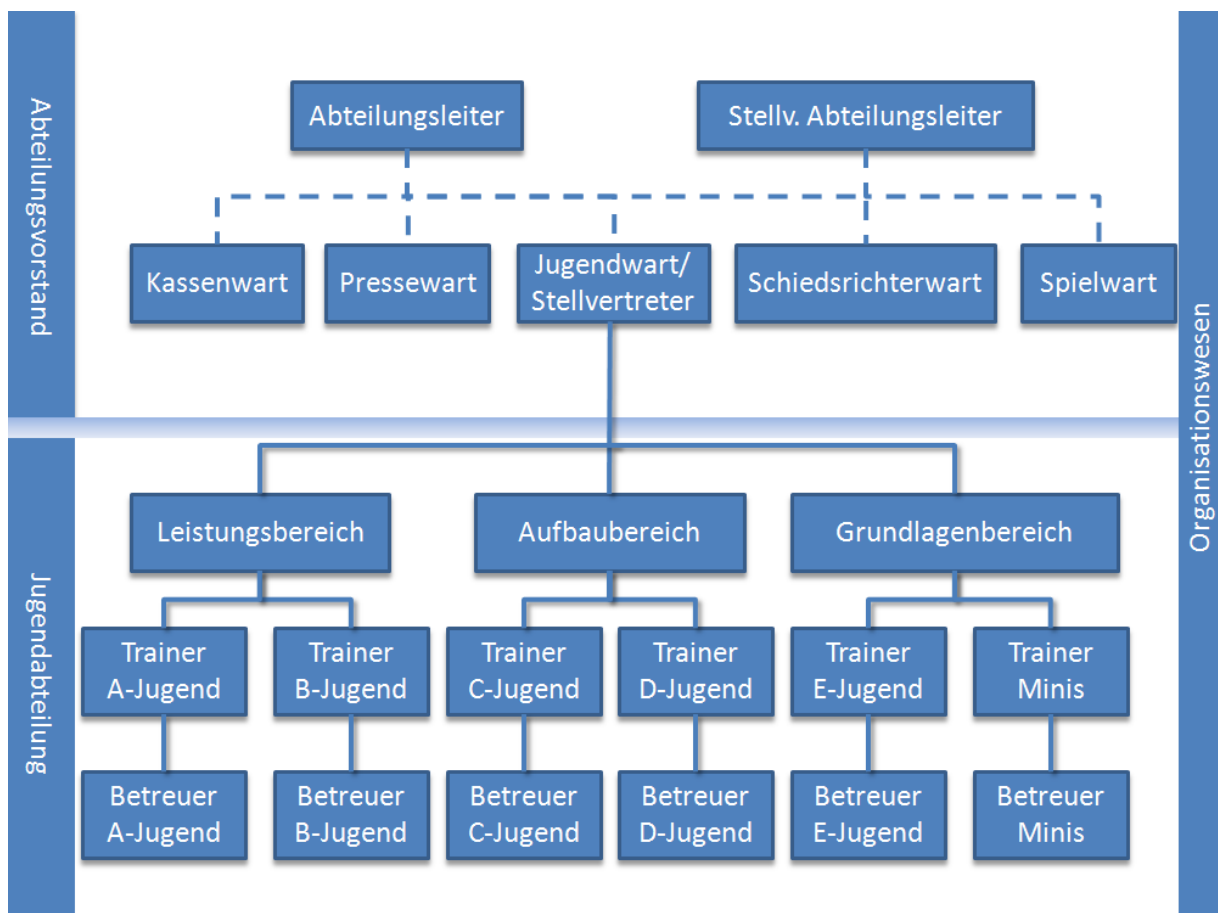 Abteilungsvorstand
Abteilungsleiter
Stellv. Abteilungsleiter
Kassenwart
Pressewart
Jugendwart/
Stellvertreter
Schiedsrichterwart
Spielwart
Organisationswesen
Jugendabteilung
Leistungsbereich
Aufbaubereich
Grundlagenbereich
Trainer
A-Jugend
Trainer
B-Jugend
Trainer
C-Jugend
Trainer
D-Jugend
Trainer
E-Jugend
Trainer
Minis
Betreuer
A-Jugend
Betreuer
B-Jugend
Betreuer
C-Jugend
Betreuer
D-Jugend
Betreuer
E-Jugend
Betreuer
Minis